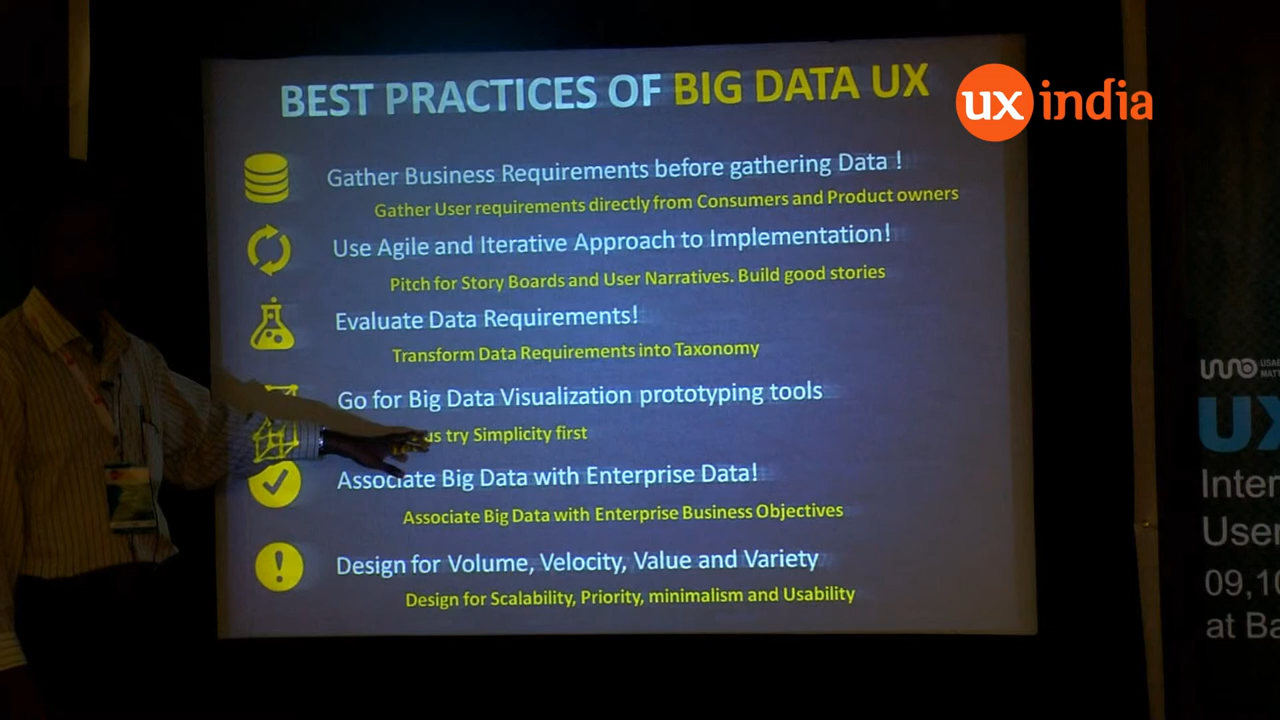 BEST PRACTICES OF BIG DATA UX
ux india
Gather Business Requirements before gathering Data !
Gather User requirements directly from Consumers and Product owners
Use Agile and Iterative Approach to Implementation!
Pitch for Story Boards and User Narratives. Build good stories
Evaluate Data Requirements!
Transform Data Requirements into Taxonomy
Go for Big Data Visualization prototyping tools
us try Simplicity first
Associate Big Data with Enterprise Data!
Associate Big Data with Enterprise Business Objectives
Design for Volume, Velocity, Value and Variety
Design for Scalability, Priority, minimalism and Usability
USAB
MATT
UX
Inter
User
09,10
at Ba